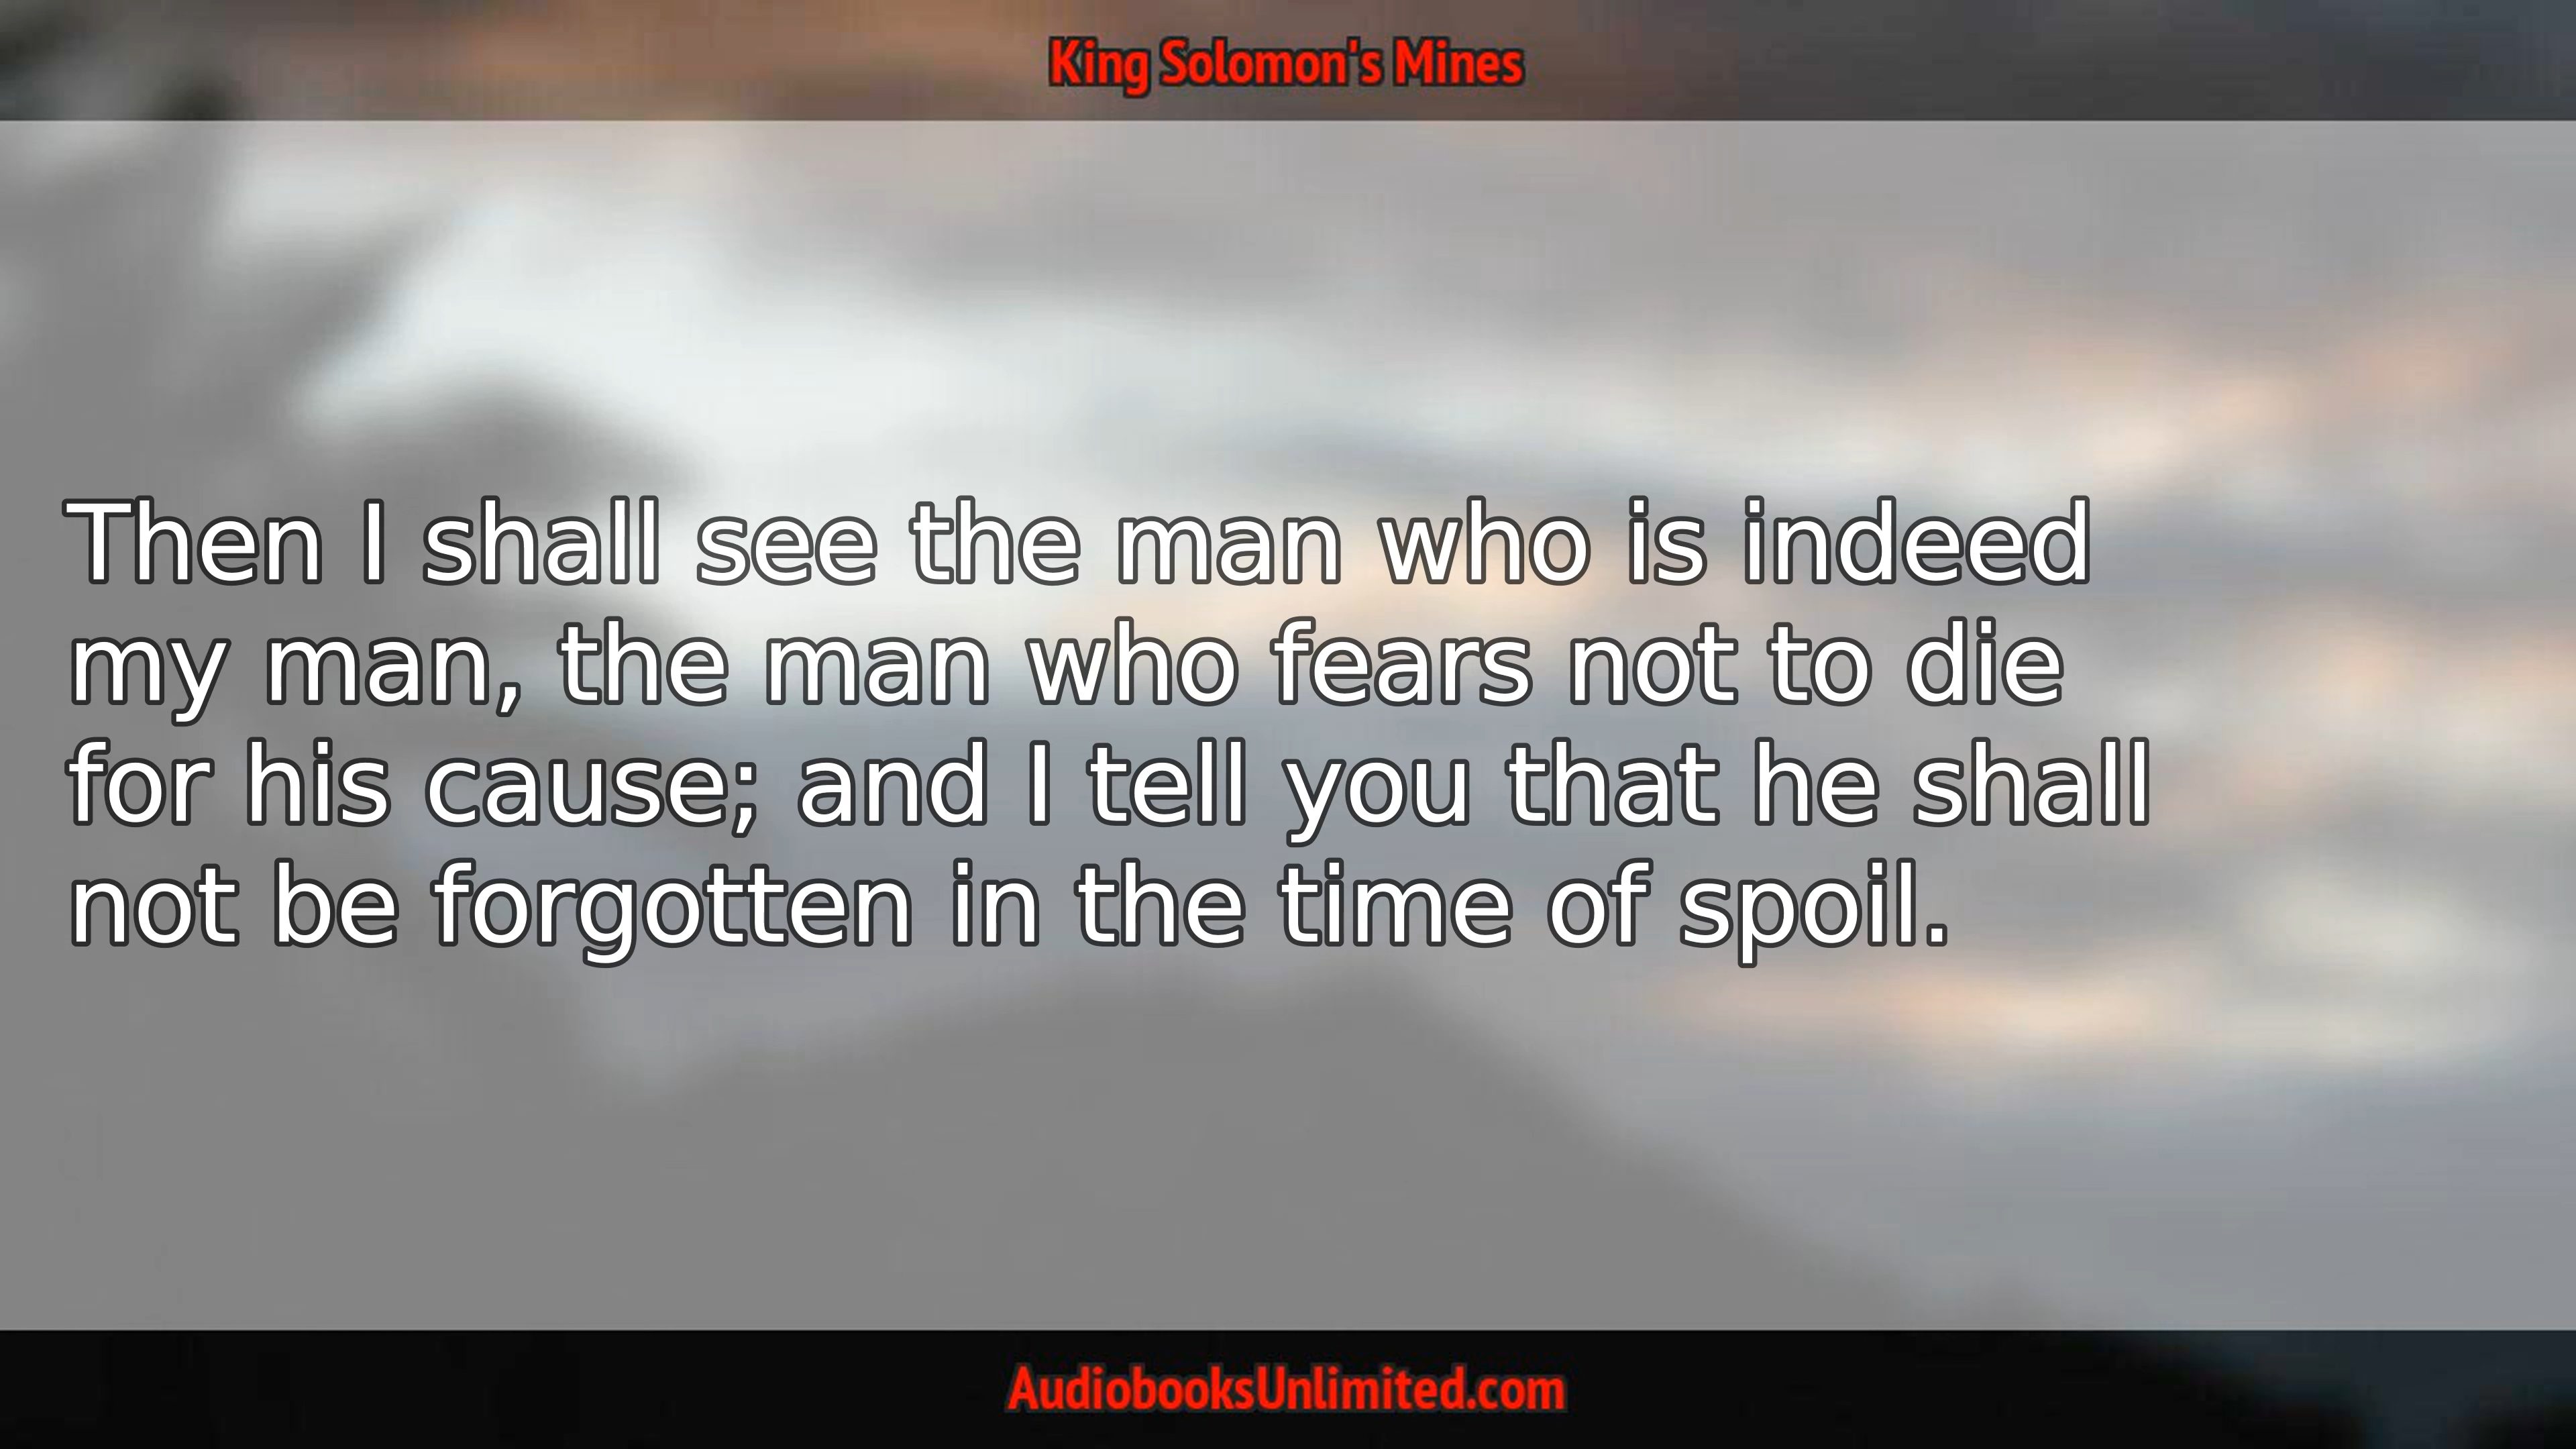 King Solomon's Mines
Then I shall see the man who is indeed
my man, the man who fears not to die
for his cause; and I tell you that he shall
not be forgotten in the time of spoil.
AudiobooksUnlimited.com